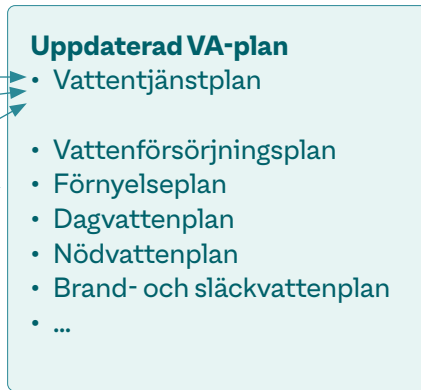 Uppdaterad VA-plan
• Vattentjänstplan
• Vattenförsörjningsplan
• Förnyelseplan
• Dagvattenplan
• Nödvattenplan
• Brand- och släckvattenplan
• ...